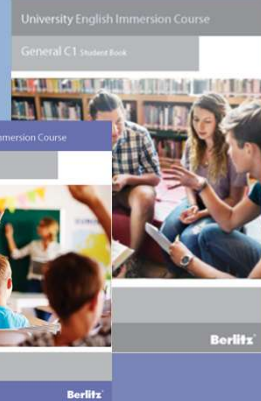 University English Immersion Course
General C1 Student Book
mmersion Course
Berlitz
Berlitz